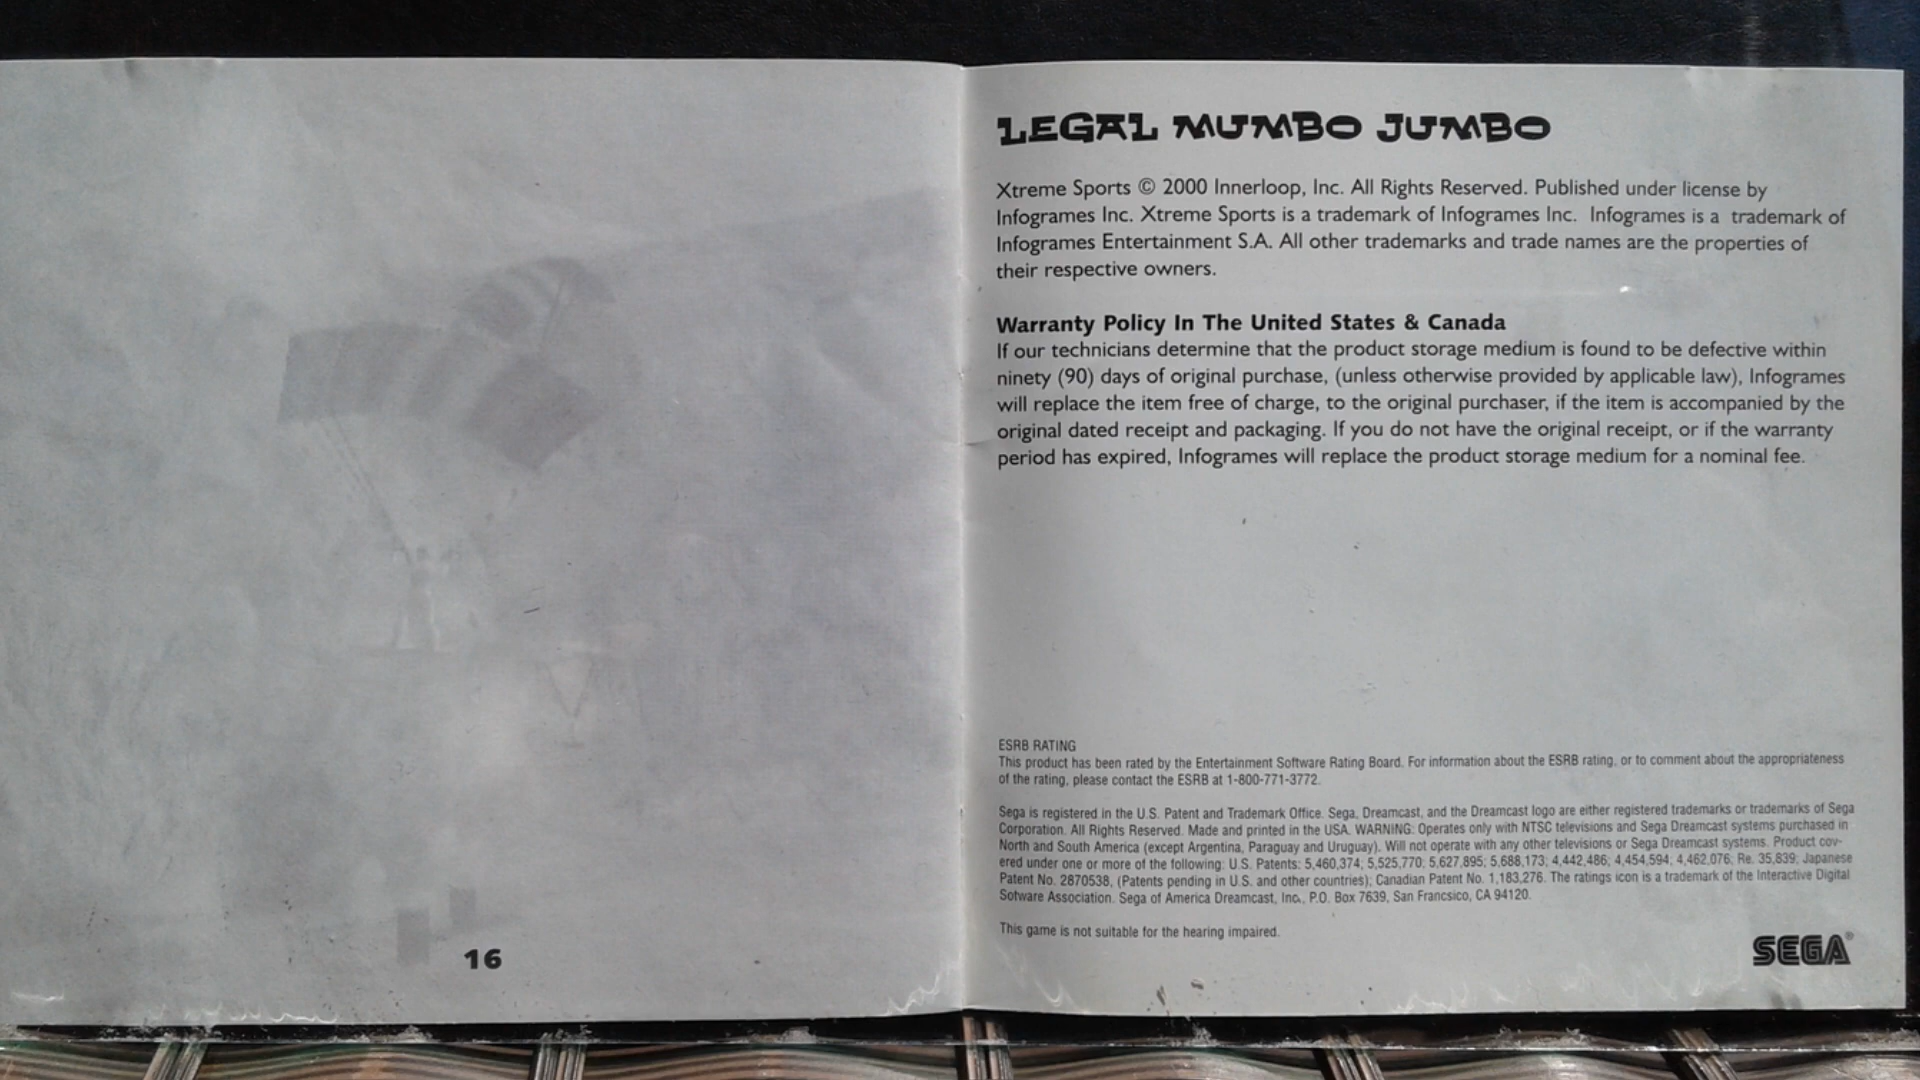 16
LEGAL MUMBO JUMBO
Xtreme Sports © 2000 Innerloop, Inc. All Rights Reserved. Published under license by
Infogrames Inc. Xtreme Sports is a trademark of Infogrames Inc. Infogrames is a trademark of
Infogrames Entertainment S.A. All other trademarks and trade names are the properties of
their respective owners.
Warranty Policy In The United States & Canada
If our technicians determine that the product storage medium is found to be defective within
ninety (90) days of original purchase, (unless otherwise provided by applicable law), Infogrames
will replace the item free of charge, to the original purchaser, if the item is accompanied by the
original dated receipt and packaging. If you do not have the original receipt, or if the warranty
period has expired, Infogrames will replace the product storage medium for a nominal fee.
ESRB RATING
This product has been rated by the Entertainment Software Rating Board. For information about the ESRB rating, or to comment about the appropriateness
of the rating, please contact the ESRB at 1-800-771-3772.
Sega is registered in the U.S. Patent and Trademark Office. Sega, Dreamcast, and the Dreamcast logo are either registered trademarks or trademarks of Sega
Corporation. All Rights Reserved. Made and printed in the USA. WARNING: Operates only with NTSC televisions and Sega Dreamcast systems purchased in
North and South America (except Argentina, Paraguay and Uruguay). Will not operate with any other televisions or Sega Dreamcast systems. Product cov-
ered under one or more of the following: U.S. Patents: 5,460,374; 5,525,770; 5,627,895; 5,688,173; 4,442,486; 4,454,594; 4,462,076; Re. 35,839; Japanese
Patent No. 2870538, (Patents pending in U.S. and other countries); Canadian Patent No. 1,183,276. The ratings icon is a trademark of the Interactive Digital
Sotware Association. Sega of America Dreamcast, Inc., P.O. Box 7639, San Francsico, CA 94120.
This game is not suitable for the hearing impaired.
SEGA®